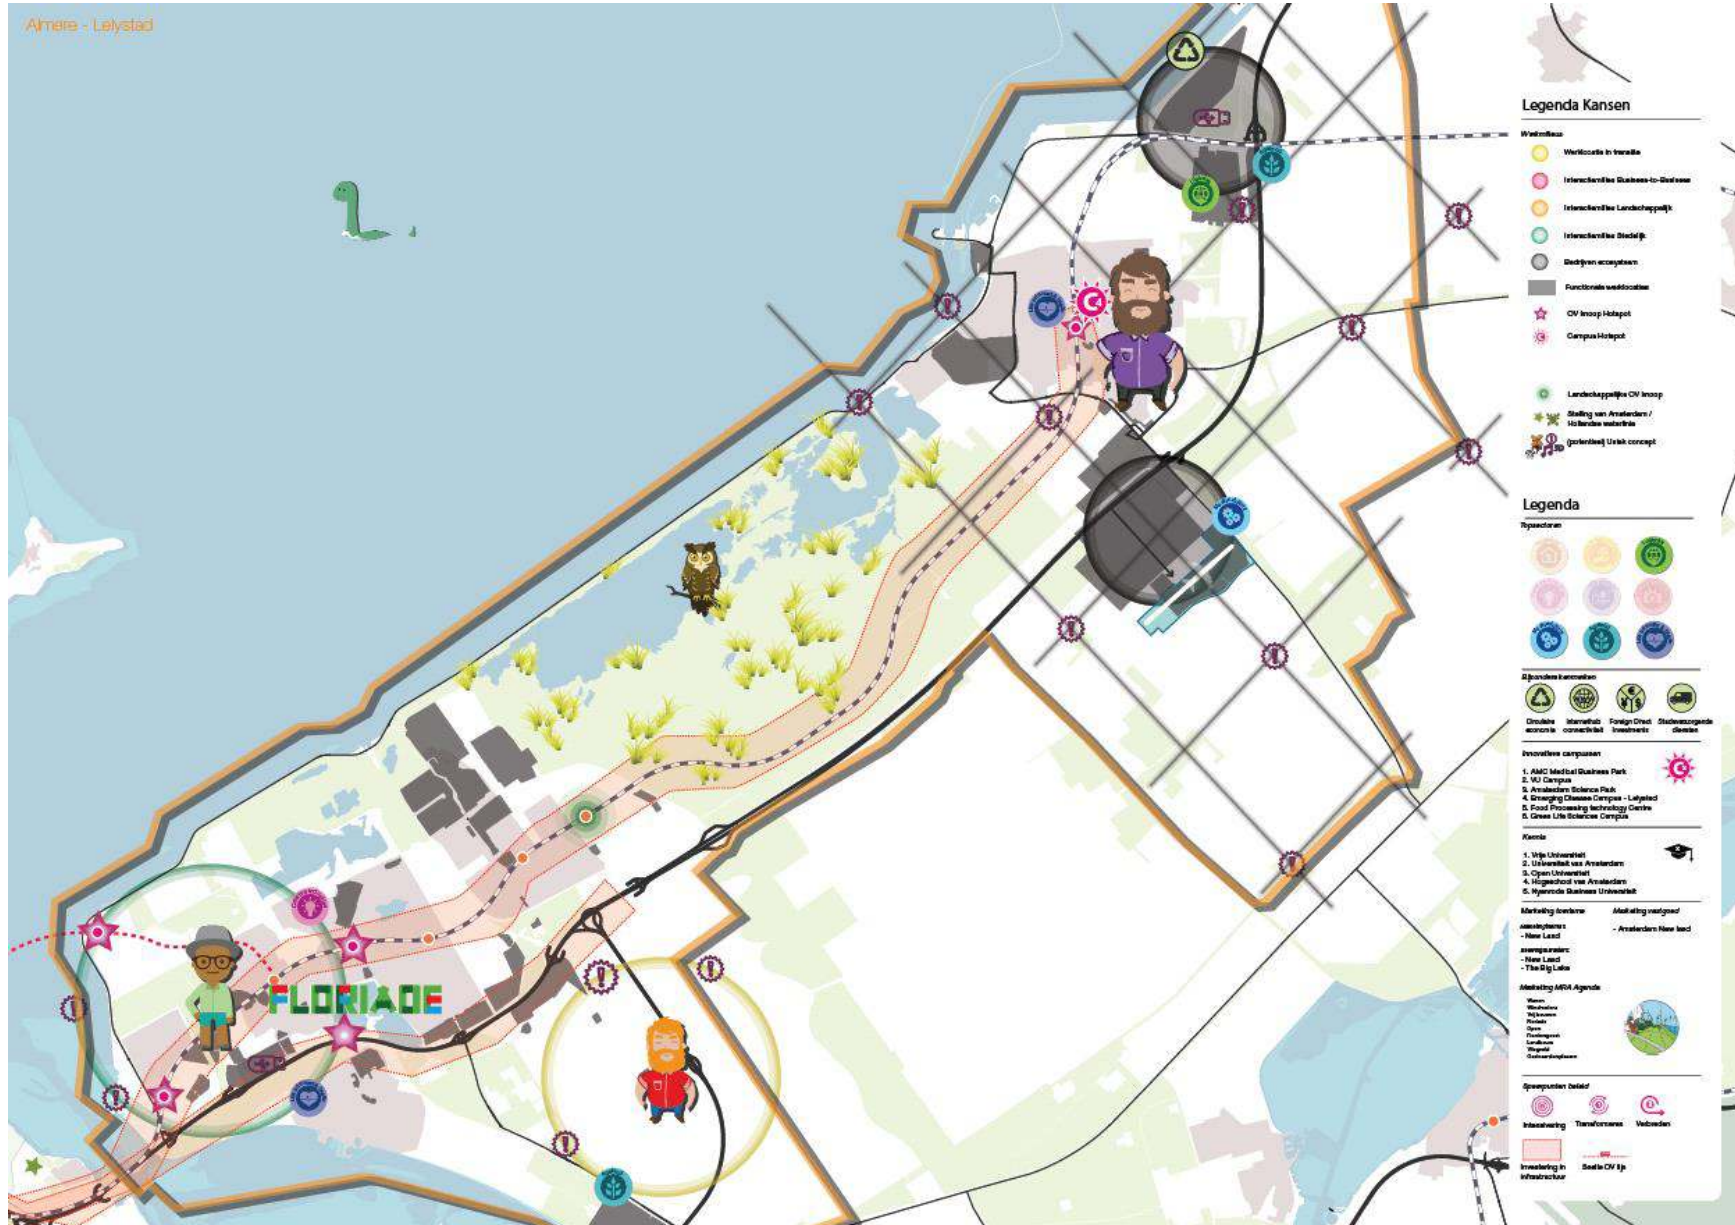 Almere - Lelystad
FLORIADE
Legenda Kansen
Werkmilieus
Werklocatie in transitie
Interactiemilieu Business-to-Business
Interactiemilieu Landschappelijk
Interactiemilieu Stedelijk
Bedrijven ecosysteem
Functionele werklocaties
OV knoop Hotspot
Campus Hotspot
Landschappelijke OV knoop
Stelling van Amsterdam /
Hollandse waterlinie
(potentieel) Uniek concept
Legenda
Topsectoren
Bijzondere kenmerken
Circulaire
economie
Internethub
connectiviteit
Foreign Direct
Investments
Stadsverzorgende
diensten
Innovatieve campussen
1. AMC Medical Business Park
2. VU Campus
3. Amsterdam Science Park
4. Emerging Disease Campus - Lelystad
5. Food Processing technology Centre
6. Green Life Sciences Campus
Kennis
1. Vrije Universiteit
2. Universiteit van Amsterdam
3. Open Universiteit
4. Hogeschool van Amsterdam
5. Nyenrode Business Universiteit
Marketing toerisme
Marketing vastgoed
- Amsterdam New land
- New Land
- New Land
- The Big Lake
Marketing MRA Agenda
Speerpunten beleid
Intensivering
Transformeren
Verbreden
Investering in
infrastructuur
Snelle OV lijn